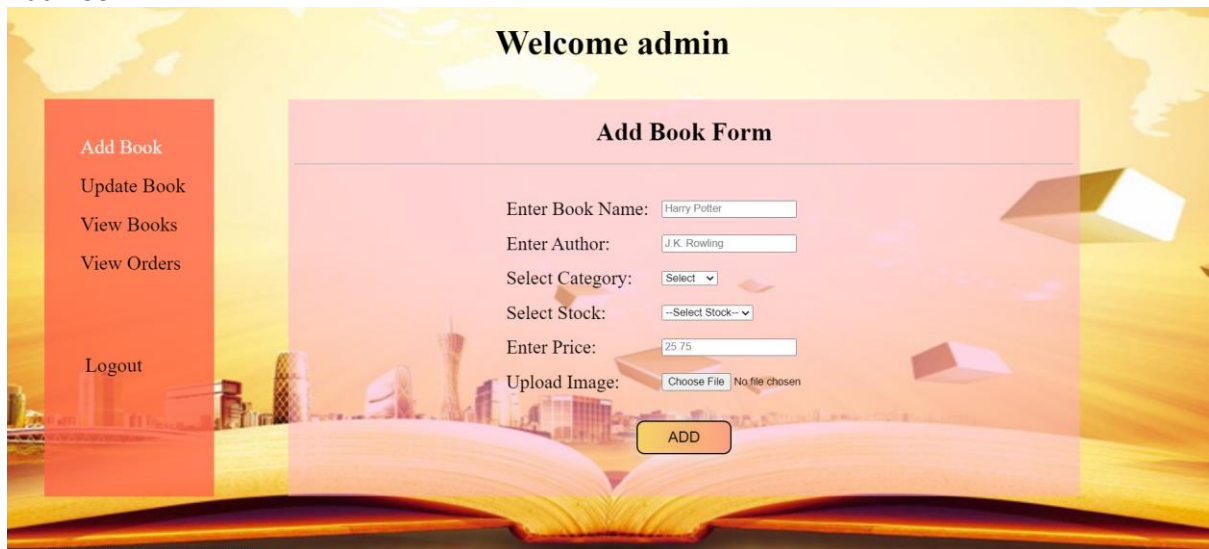 Welcome admin
Add Book
Update Book
View Books
View Orders
Logout
Add Book Form
Enter Book Name: Harry Potter
Enter Author: J.K. Rowling
Select Category: Select
Select Stock: --Select Stock--
Enter Price: 25.75
Upload Image: Choose File No file chosen
ADD